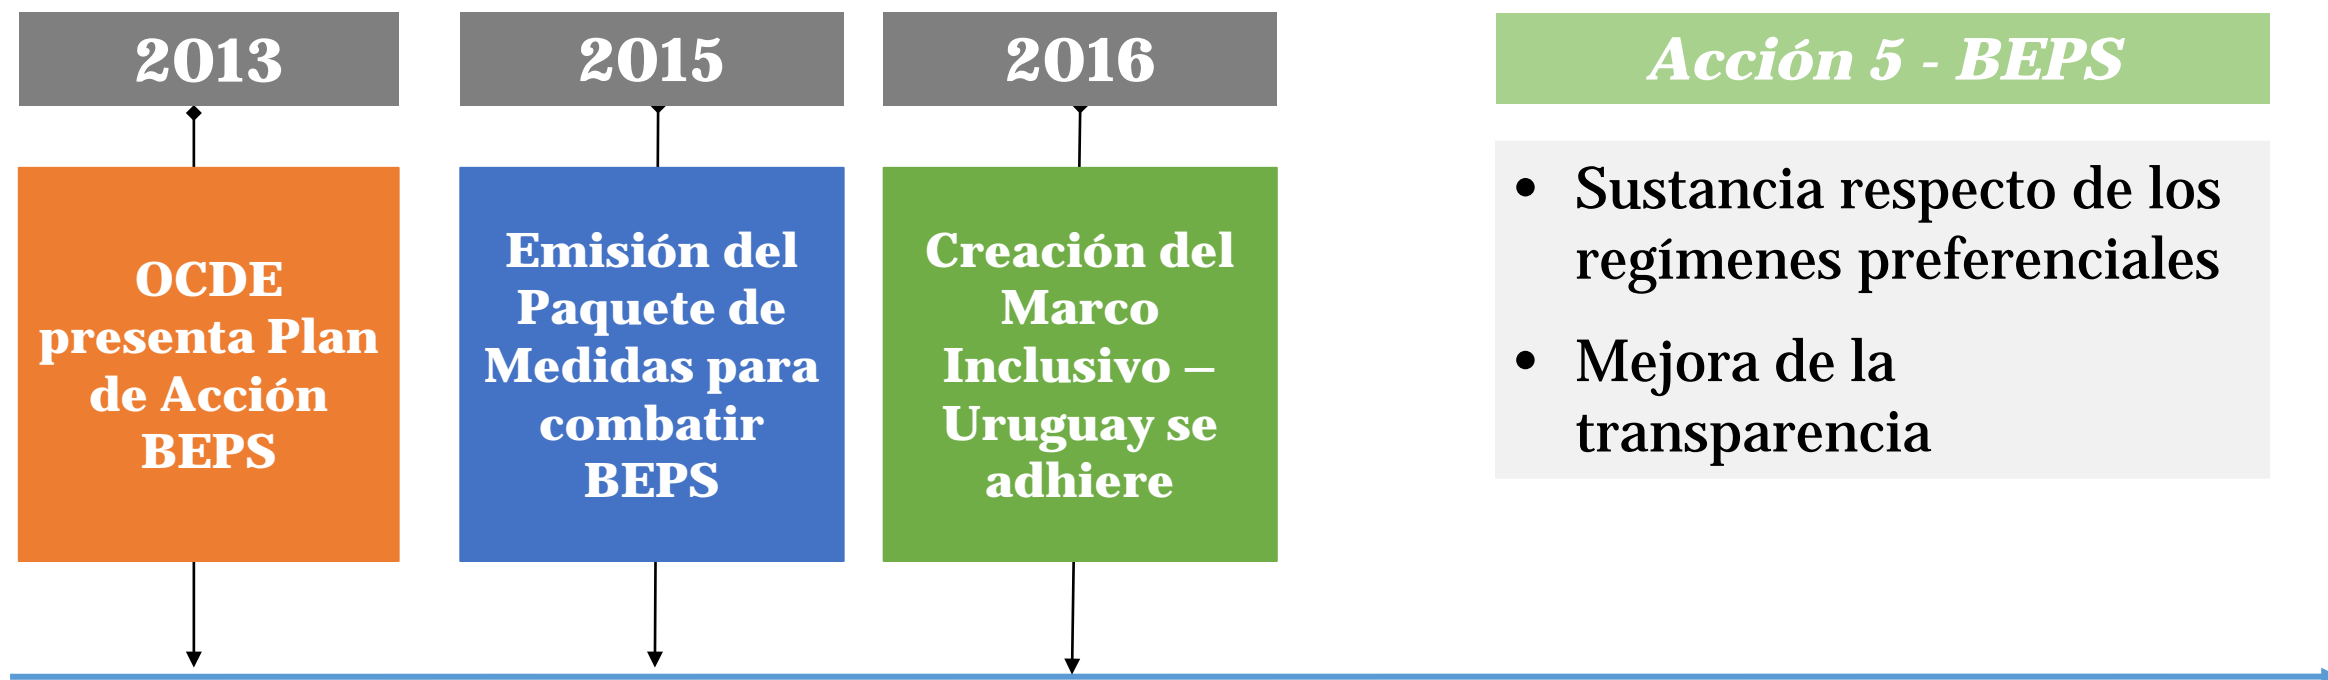 2013
OCDE
presenta Plan
de Acción
BEPS
2015
Emisión del
Paquete de
Medidas para
combatir
BEPS
2016
Creación del
Marco
Inclusivo –
Uruguay se
adhiere
Acción 5 - BEPS
• Sustancia respecto de los
regímenes preferenciales
• Mejora de la
transparencia